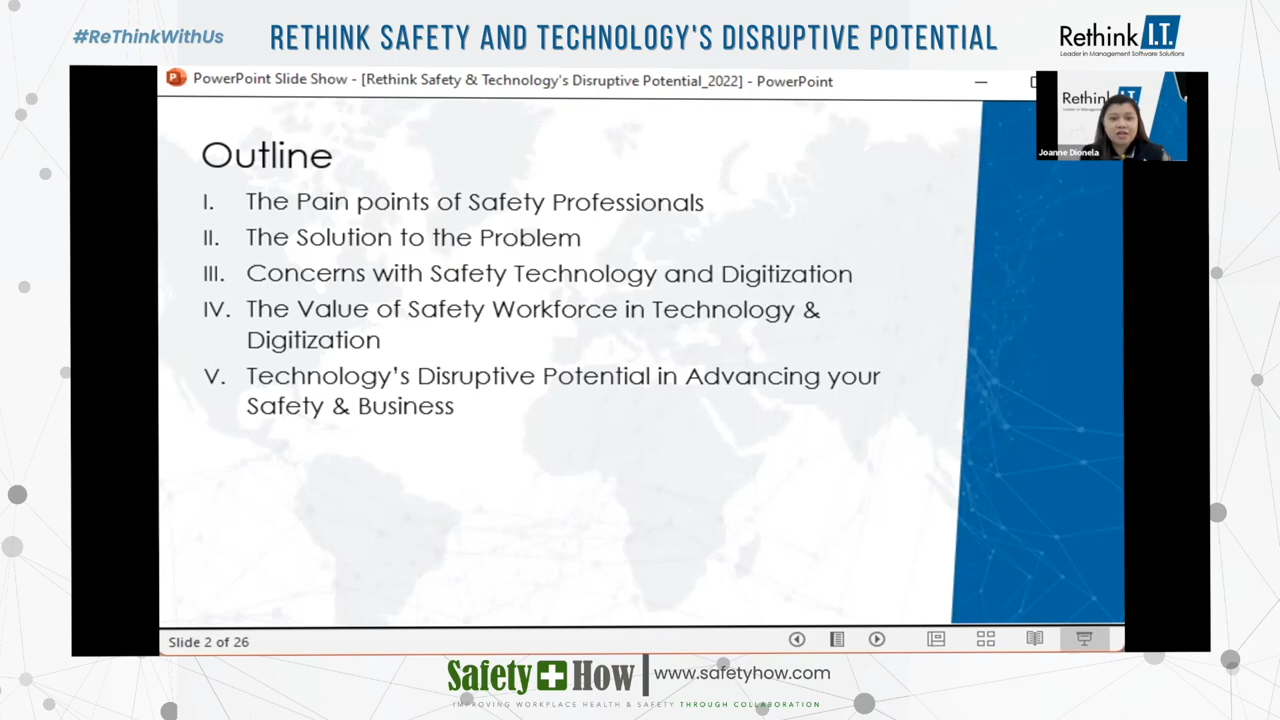 #ReThinkWithUs
RETHINK SAFETY AND TECHNOLOGY'S DISRUPTIVE POTENTIAL
Rethink I.T.
Leader in Management Software Solutions
PowerPoint Slide Show - [Rethink Safety & Technology's Disruptive Potential_2022] - PowerPoint
Rethink I.T.
Joanne Dionela
Outline
I. The Pain points of Safety Professionals
II. The Solution to the Problem
III. Concerns with Safety Technology and Digitization
IV. The Value of Safety Workforce in Technology &
Digitization
V. Technology's Disruptive Potential in Advancing your
Safety & Business
Slide 2 of 26
Safety How
www.safetyhow.com
IMPROVING WORKPLACE HEALTH & SAFETY THROUGH COLLABORATION